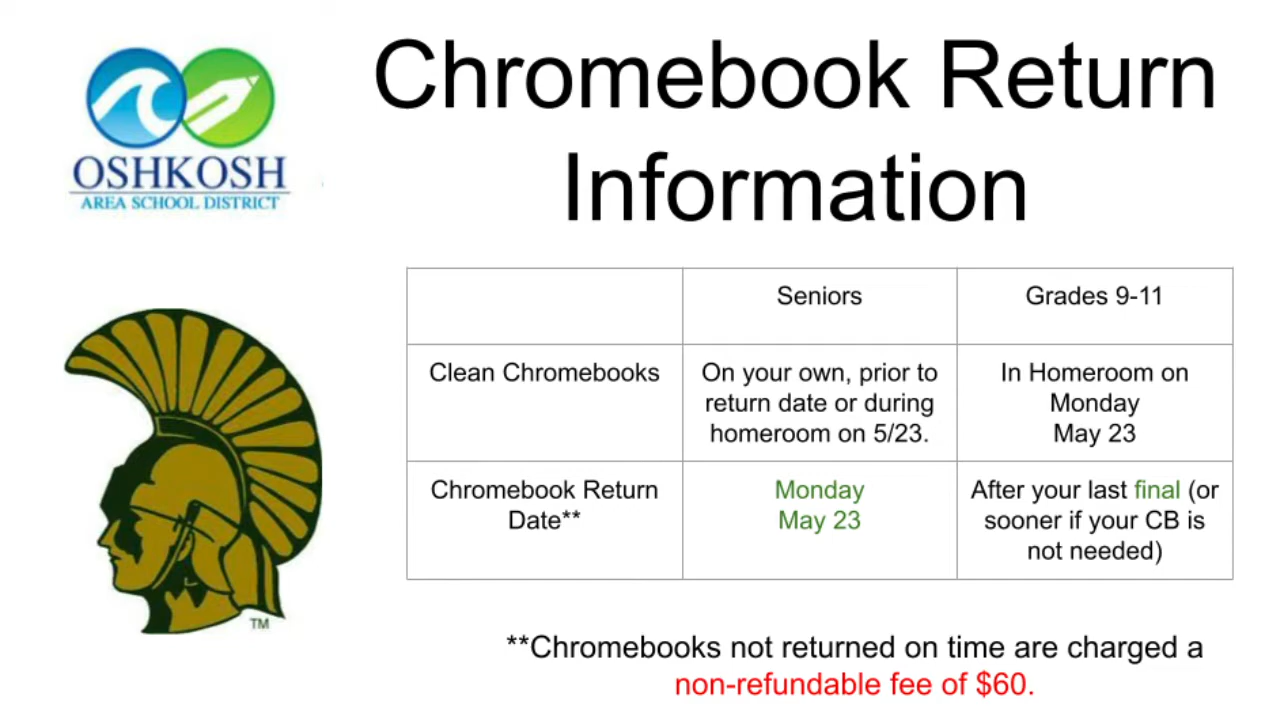 OSHKOSH
AREA SCHOOL DISTRICT
Chromebook Return
Information
Seniors
Grades 9-11
Clean Chromebooks
On your own, prior to
return date or during
homeroom on 5/23.
In Homeroom on
Monday
May 23
Chromebook Return
Date**
Monday
May 23
After your last final (or
sooner if your CB is
not needed)
TM
**Chromebooks not returned on time are charged a
non-refundable fee of $60.